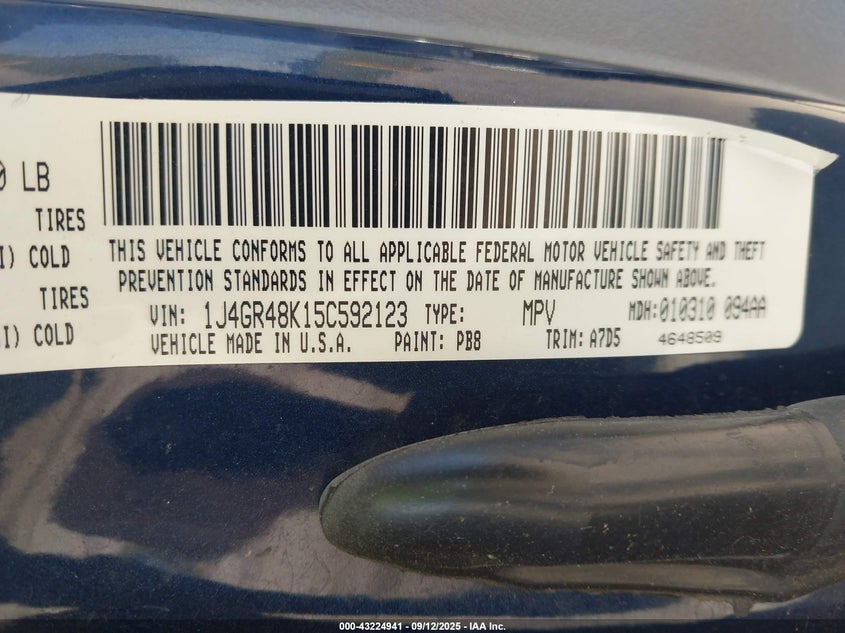 0 LB
TIRES
I) COLD
TIRES
I) COLD
THIS VEHICLE CONFORMS TO ALL APPLICABLE FEDERAL MOTOR VEHICLE SAFETY AND THEFT
PREVENTION STANDARDS IN EFFECT ON THE DATE OF MANUFACTURE SHOWN ABOVE.
VIN: 1J4GR48K15C592123 TYPE: MPV MDH:010310 094AA
VEHICLE MADE IN U.S.A. PAINT: PB8 TRIM: A7D5 4648509
000-43224941 - 09/12/2025 - IAA Inc.